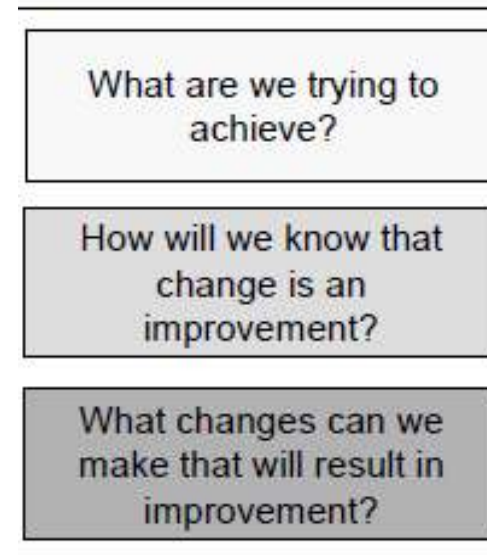 What are we trying to
achieve?
How will we know that
change is an
improvement?
What changes can we
make that will result in
improvement?